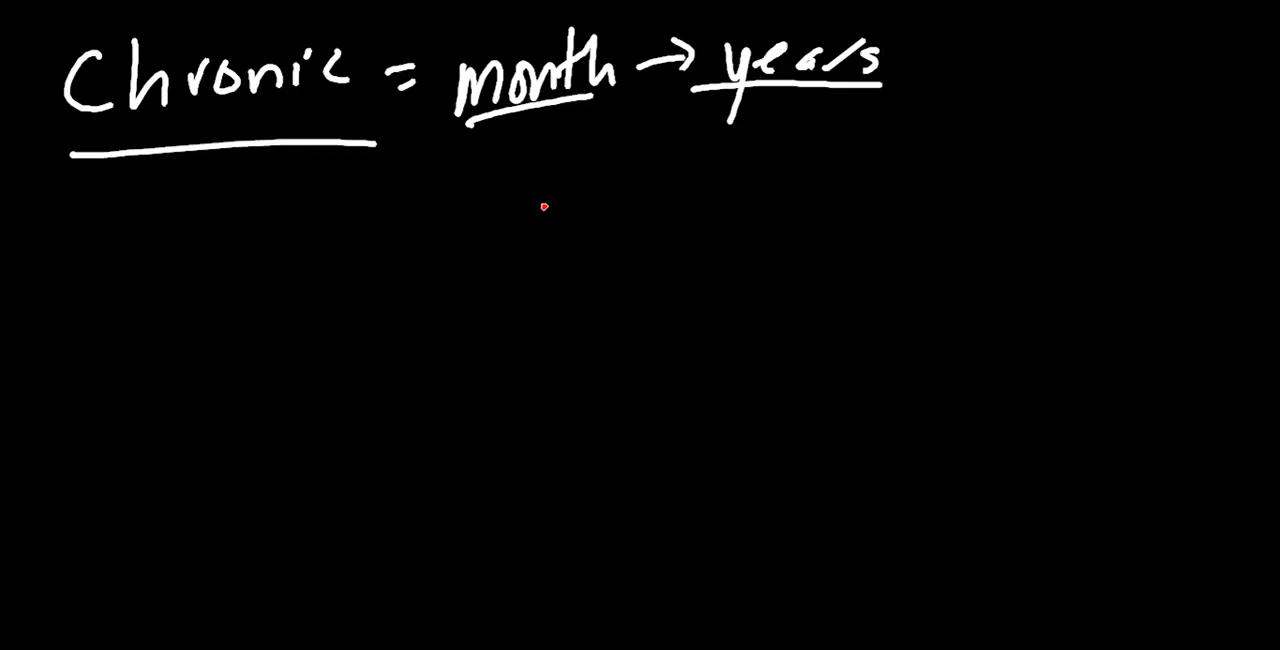 Chronic = month → years